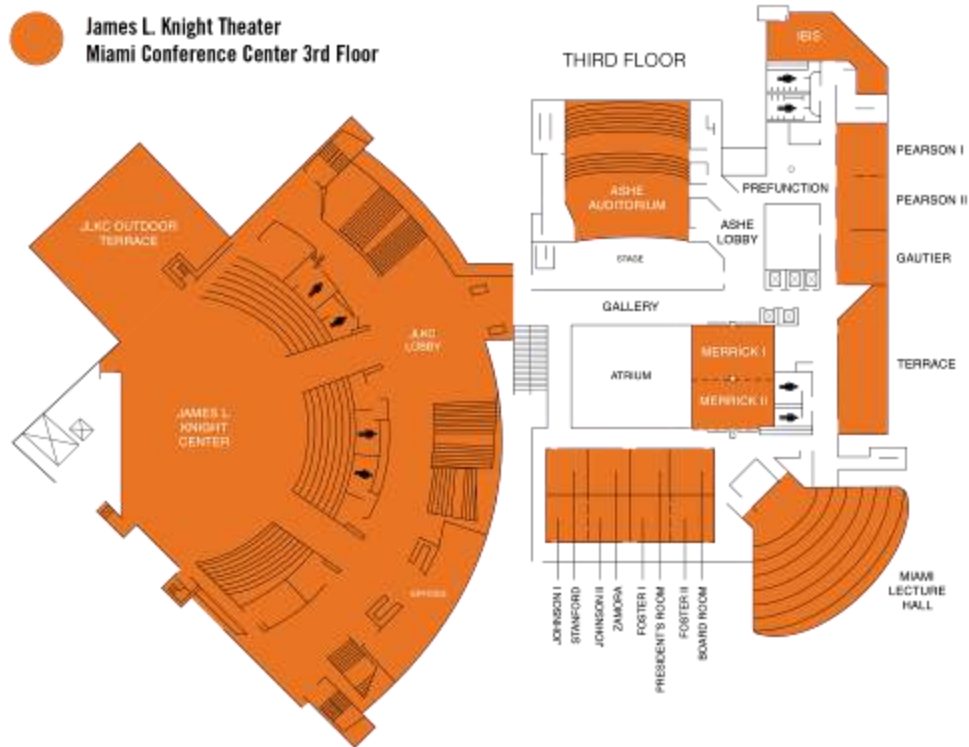 James L. Knight Theater
Miami Conference Center 3rd Floor
THIRD FLOOR
IBIS
PEARSON I
PEARSON II
PREFUNCTION
ASHE
AUDITORIUM
ASHE
LOBBY
GAUTIER
STAGE
GALLERY
JLKC OUTDOOR
TERRACE
JLKC
LOBBY
JAMES L
KNIGHT
CENTER
ATRIUM
MERRICK I
MERRICK II
TERRACE
OFFICES
JOHNSON I
STANFORD
JOHNSON II
ZAMORA
FOSTER I
PRESIDENT'S ROOM
FOSTER II
BOARD ROOM
MIAMI
LECTURE
HALL